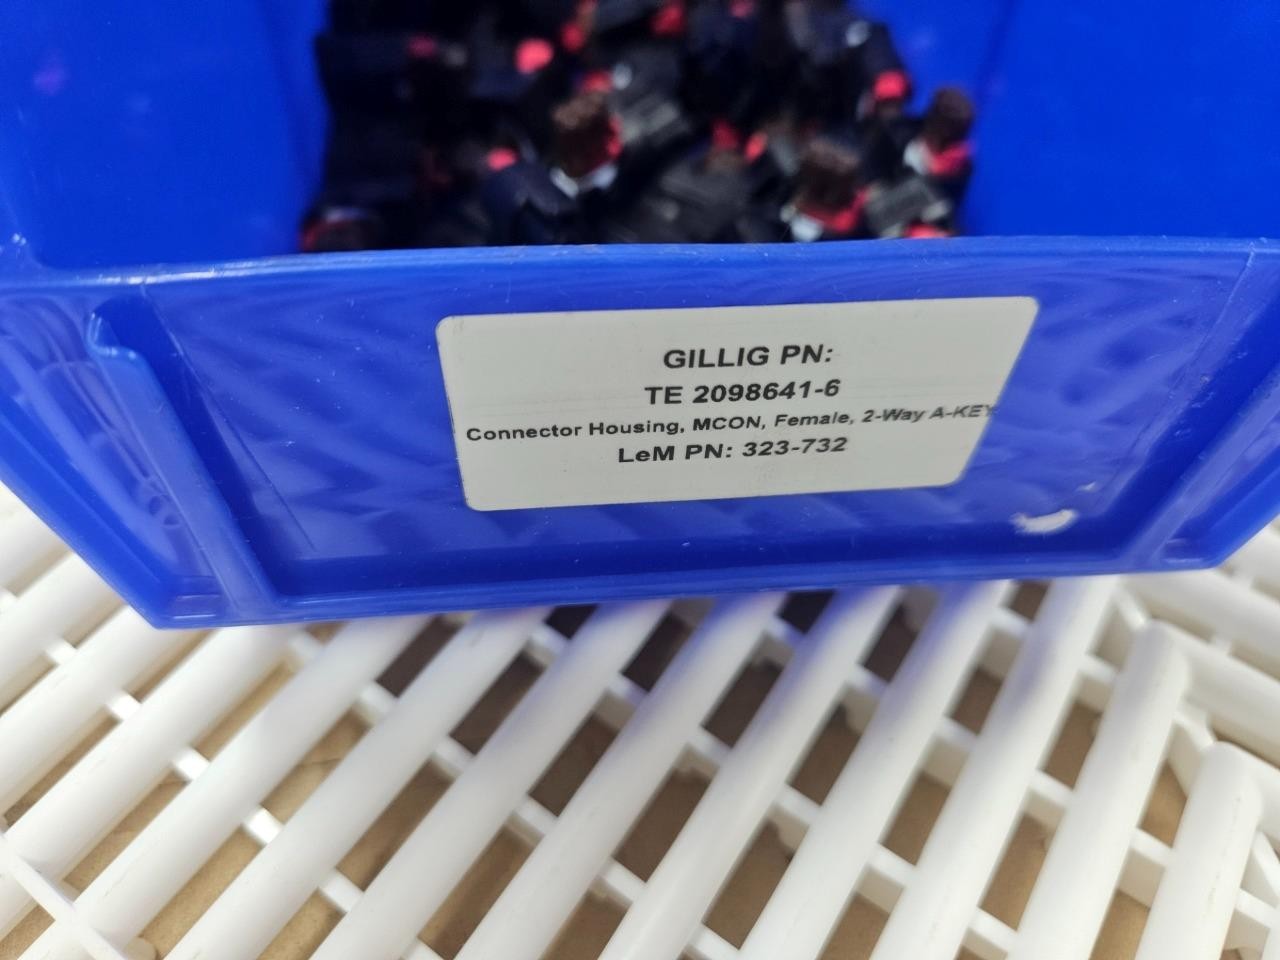 GILLIG PN:
TE 2098641-6
Connector Housing, MCON, Female, 2-Way A-KEY
LeM PN: 323-732